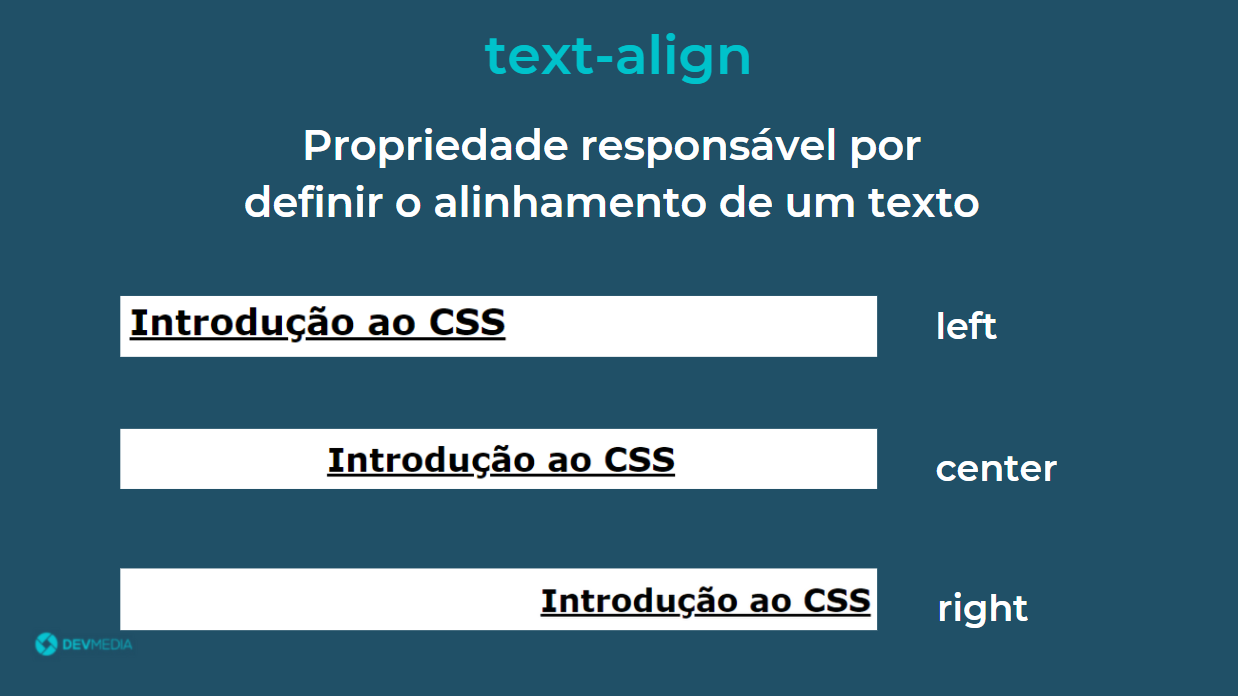 text-align
Propriedade responsável por
definir o alinhamento de um texto
Introdução ao CSS
left
Introdução ao CSS
center
Introdução ao CSS
right
DEVMEDIA